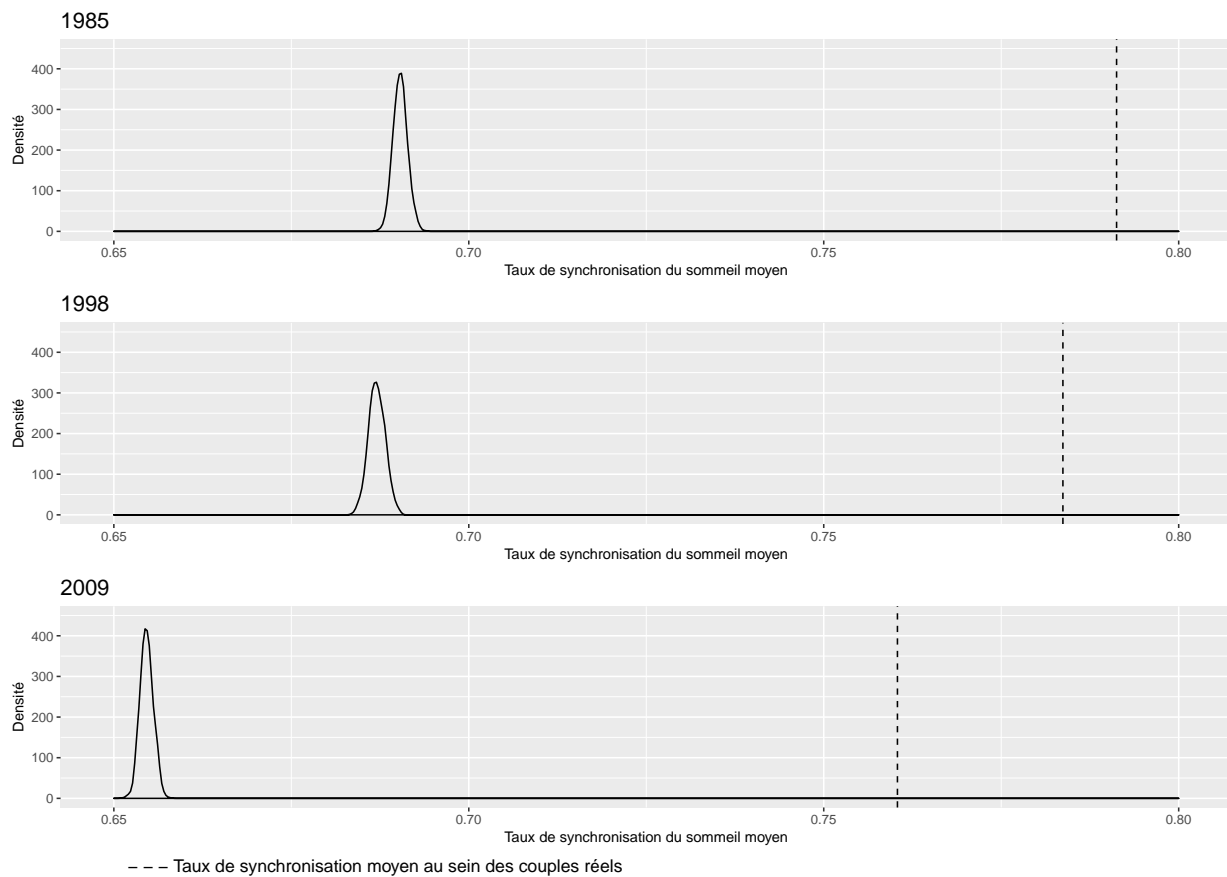 1985
400
300
200
100
0
Densité
0.65 0.70 0.75 0.80
Taux de synchronisation du sommeil moyen
1998
400
300
200
100
0
Densité
0.65 0.70 0.75 0.80
Taux de synchronisation du sommeil moyen
2009
400
300
200
100
0
Densité
0.65 0.70 0.75 0.80
Taux de synchronisation du sommeil moyen
Taux de synchronisation moyen au sein des couples réels